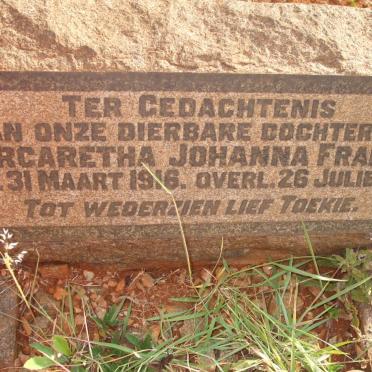 TER GEDACHTENIS
AN ONZE DIERBARE DOCHTER
RGARETHA JOHANNA FRA
. 31 MAART 1916. OVERL. 26 JULIE
TOT WEDERZIEN LIEF TOEKIE.